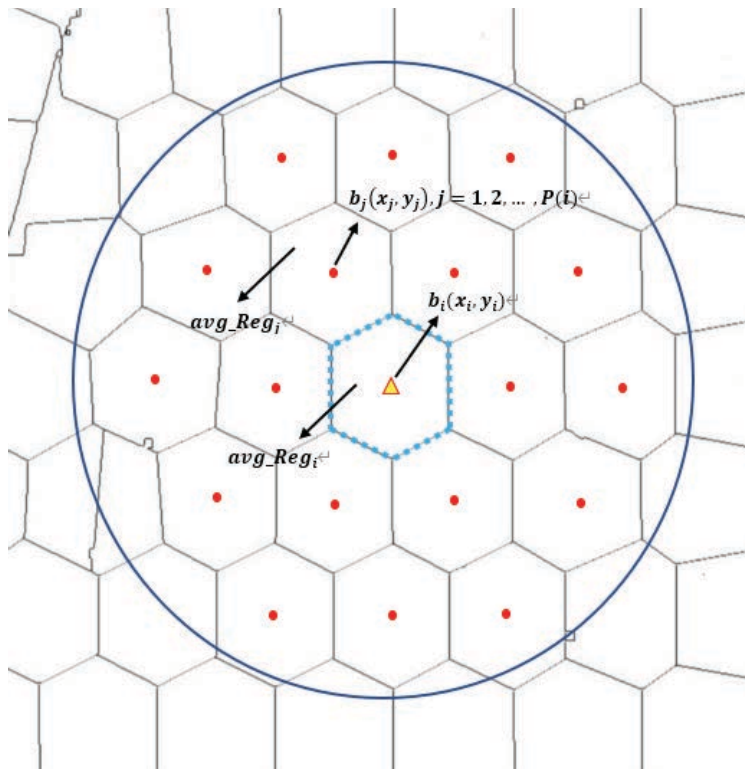 b_j(x_j, y_j), j = 1, 2, … , P(i)↵
b_i(x_i, y_i)↵
avg_Reg_i↵
avg_Reg_i↵